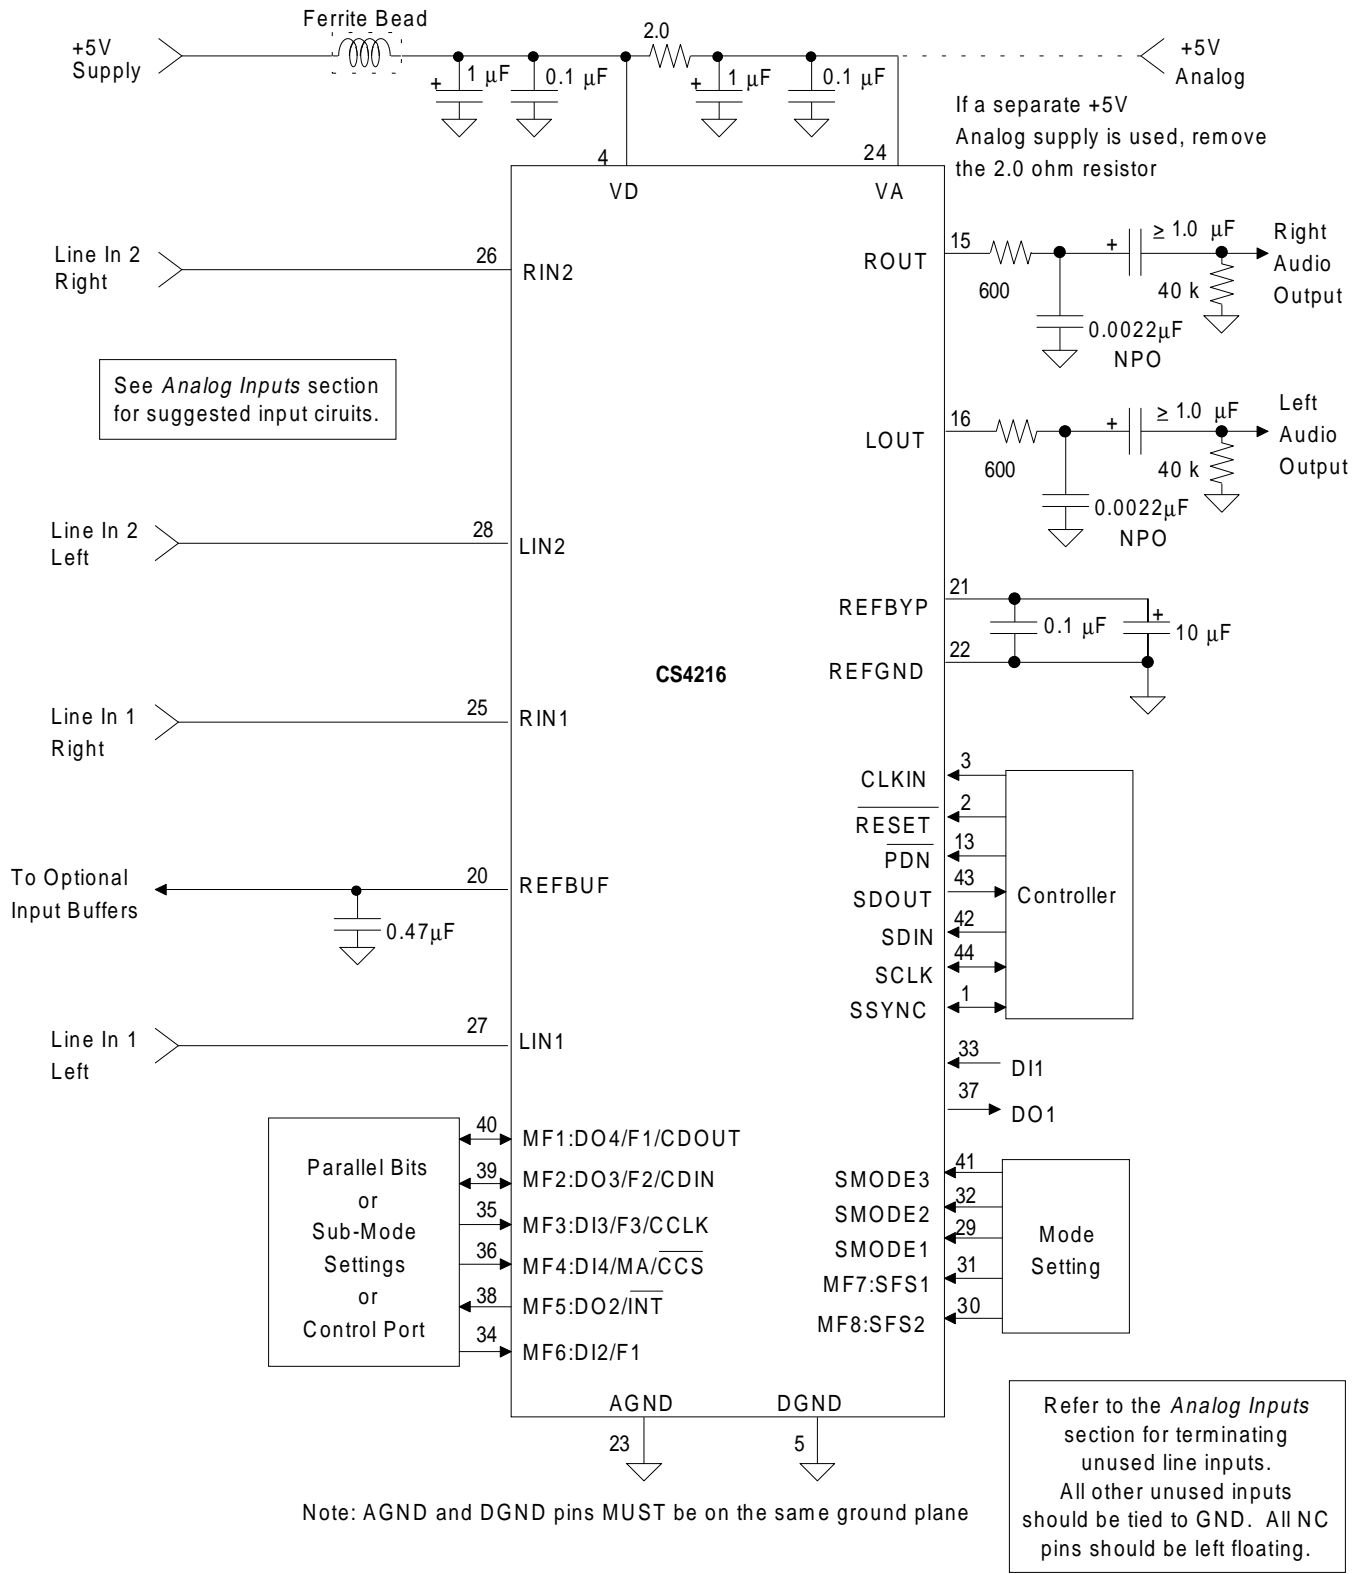 Ferrite Bead
+5V
Supply
+
1 µF
0.1 µF
2.0
+
1 µF
0.1 µF
+5V
Analog
If a separate +5V
Analog supply is used, remove
the 2.0 ohm resistor
4
24
VD
VA
Line In 2
Right
26
RIN2
ROUT
15
600
+
≥ 1.0 µF
40 k
Right
Audio
Output
0.0022µF
NPO
See Analog Inputs section
for suggested input ciruits.
LOUT
16
600
+
≥ 1.0 µF
40 k
Left
Audio
Output
0.0022µF
NPO
Line In 2
Left
28
LIN2
REFBYP
21
0.1 µF
+
10 µF
REFGND
22
CS4216
Line In 1
Right
25
RIN1
To Optional
Input Buffers
20
REFBUF
0.47µF
Line In 1
Left
27
LIN1
CLKIN
3
RESET
2
PDN
13
SDOUT
43
SDIN
42
SCLK
44
SSYNC
1
Controller
33
DI1
37
DO1
Parallel Bits
or
Sub-Mode
Settings
or
Control Port
40
MF1:DO4/F1/CDOUT
39
MF2:DO3/F2/CDIN
35
MF3:DI3/F3/CCLK
36
MF4:DI4/MA/CCS
38
MF5:DO2/INT
34
MF6:DI2/F1
SMODE3
41
SMODE2
32
SMODE1
29
MF7:SFS1
31
MF8:SFS2
30
Mode
Setting
AGND
DGND
23
5
Note: AGND and DGND pins MUST be on the same ground plane
Refer to the Analog Inputs
section for terminating
unused line inputs.
All other unused inputs
should be tied to GND. All NC
pins should be left floating.